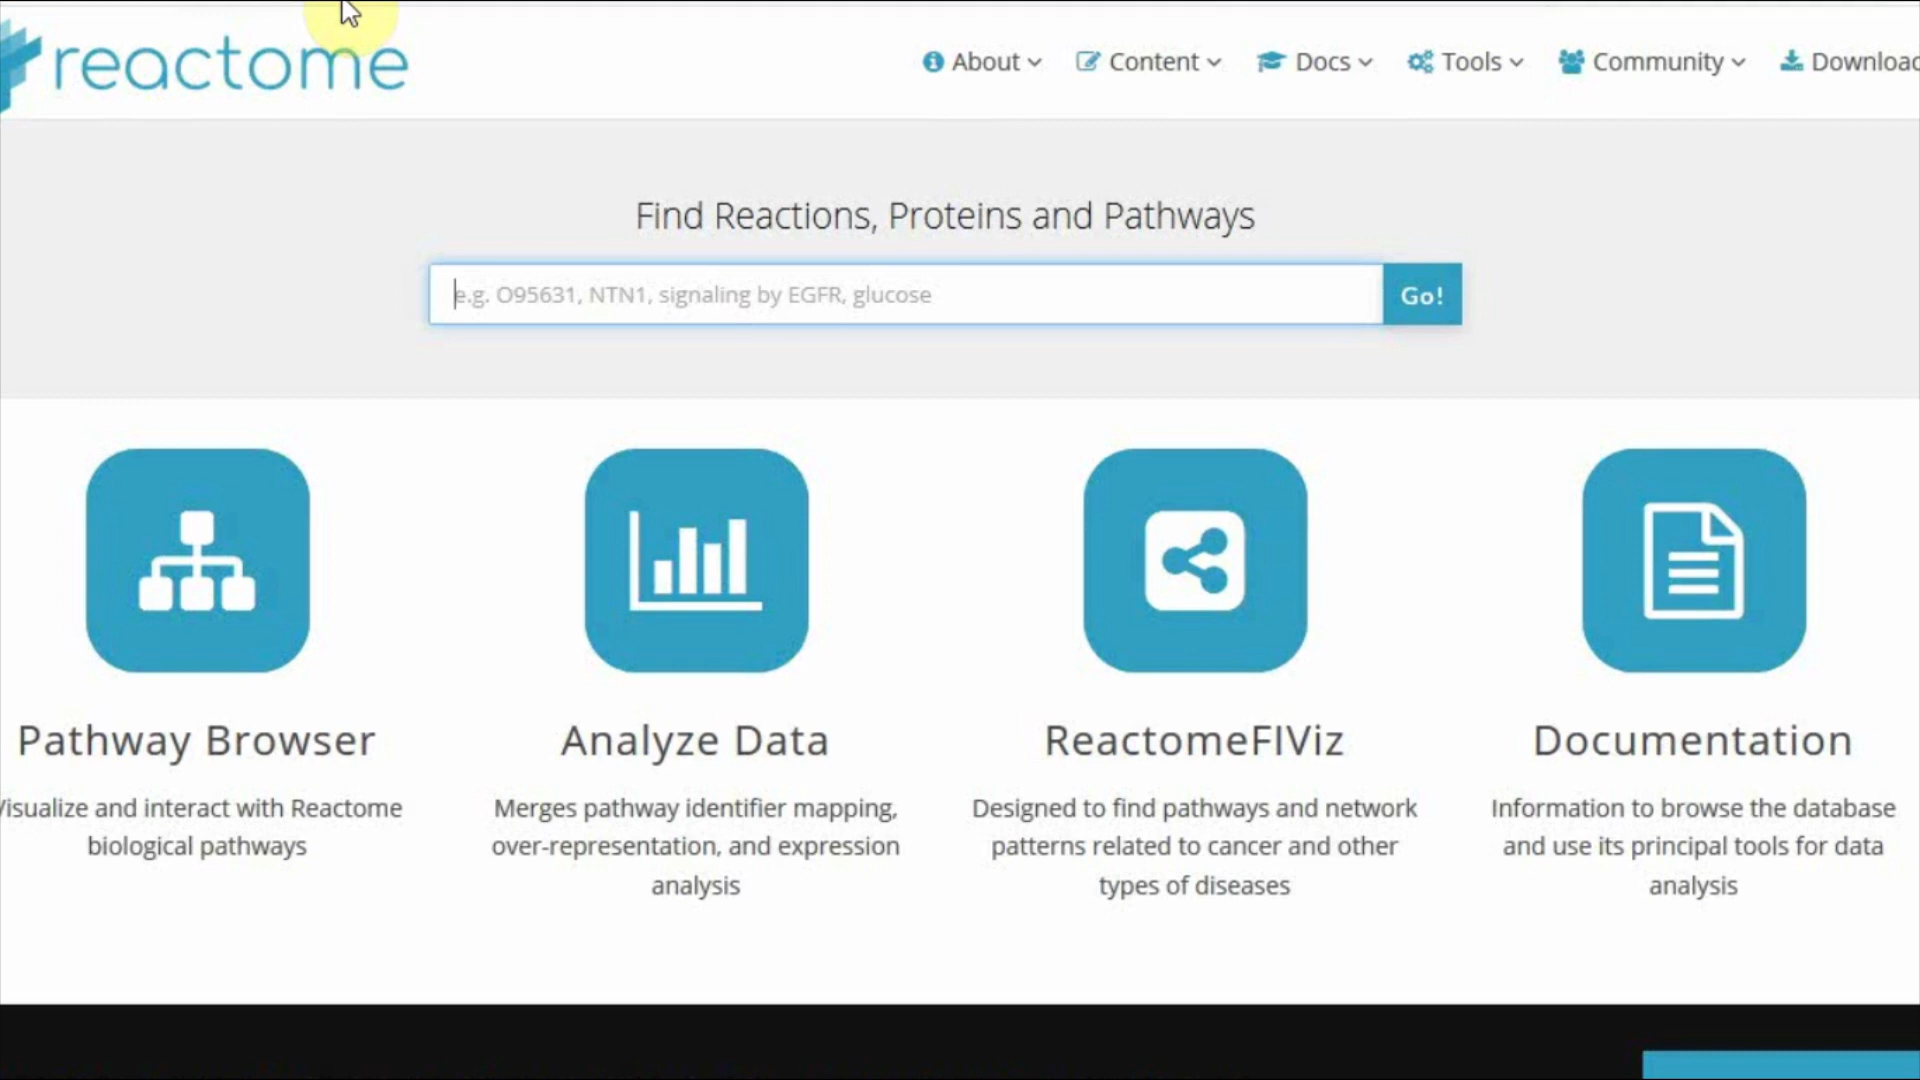 reactome
About
Content
Docs
Tools
Community
Downloa
Find Reactions, Proteins and Pathways
e.g. O95631, NTN1, signaling by EGFR, glucose
Go!
Pathway Browser
Visualize and interact with Reactome
biological pathways
Analyze Data
Merges pathway identifier mapping,
over-representation, and expression
analysis
ReactomeFIViz
Designed to find pathways and network
patterns related to cancer and other
types of diseases
Documentation
Information to browse the database
and use its principal tools for data
analysis